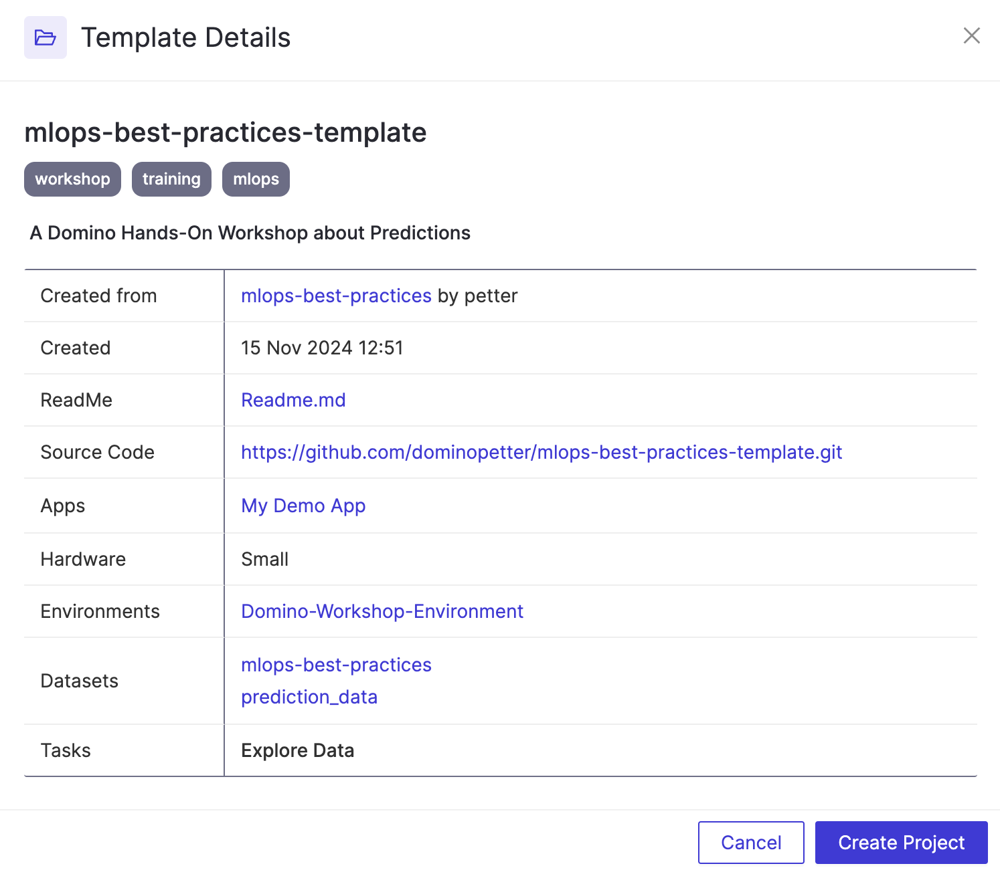 Template Details
mlops-best-practices-template
workshop training mlops
A Domino Hands-On Workshop about Predictions
Created from mlops-best-practices by petter
Created 15 Nov 2024 12:51
ReadMe Readme.md
Source Code https://github.com/dominopetter/mlops-best-practices-template.git
Apps My Demo App
Hardware Small
Environments Domino-Workshop-Environment
Datasets mlops-best-practices
prediction_data
Tasks Explore Data
Cancel Create Project